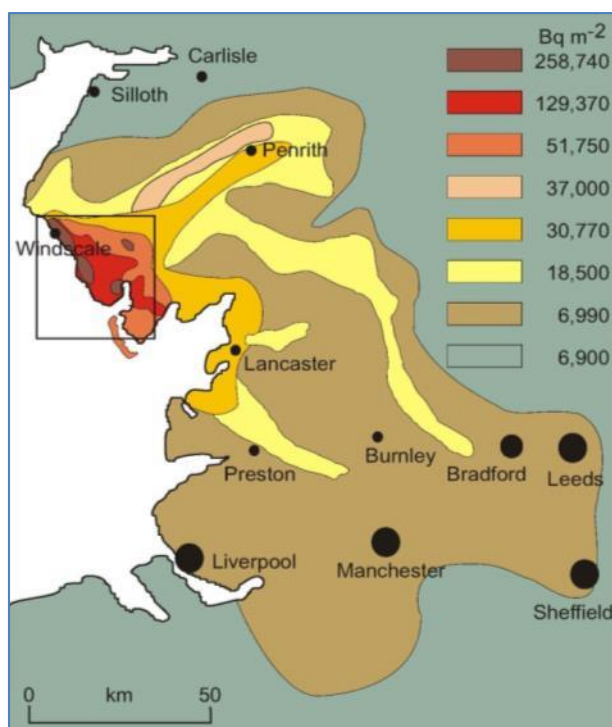 Bq m⁻²
Carlisle
258,740
Silloth
129,370
51,750
Penrith
37,000
30,770
Windscale
18,500
6,990
Lancaster
6,900
Burnley
Preston
Bradford
Leeds
Liverpool
Manchester
Sheffield
0 km 50